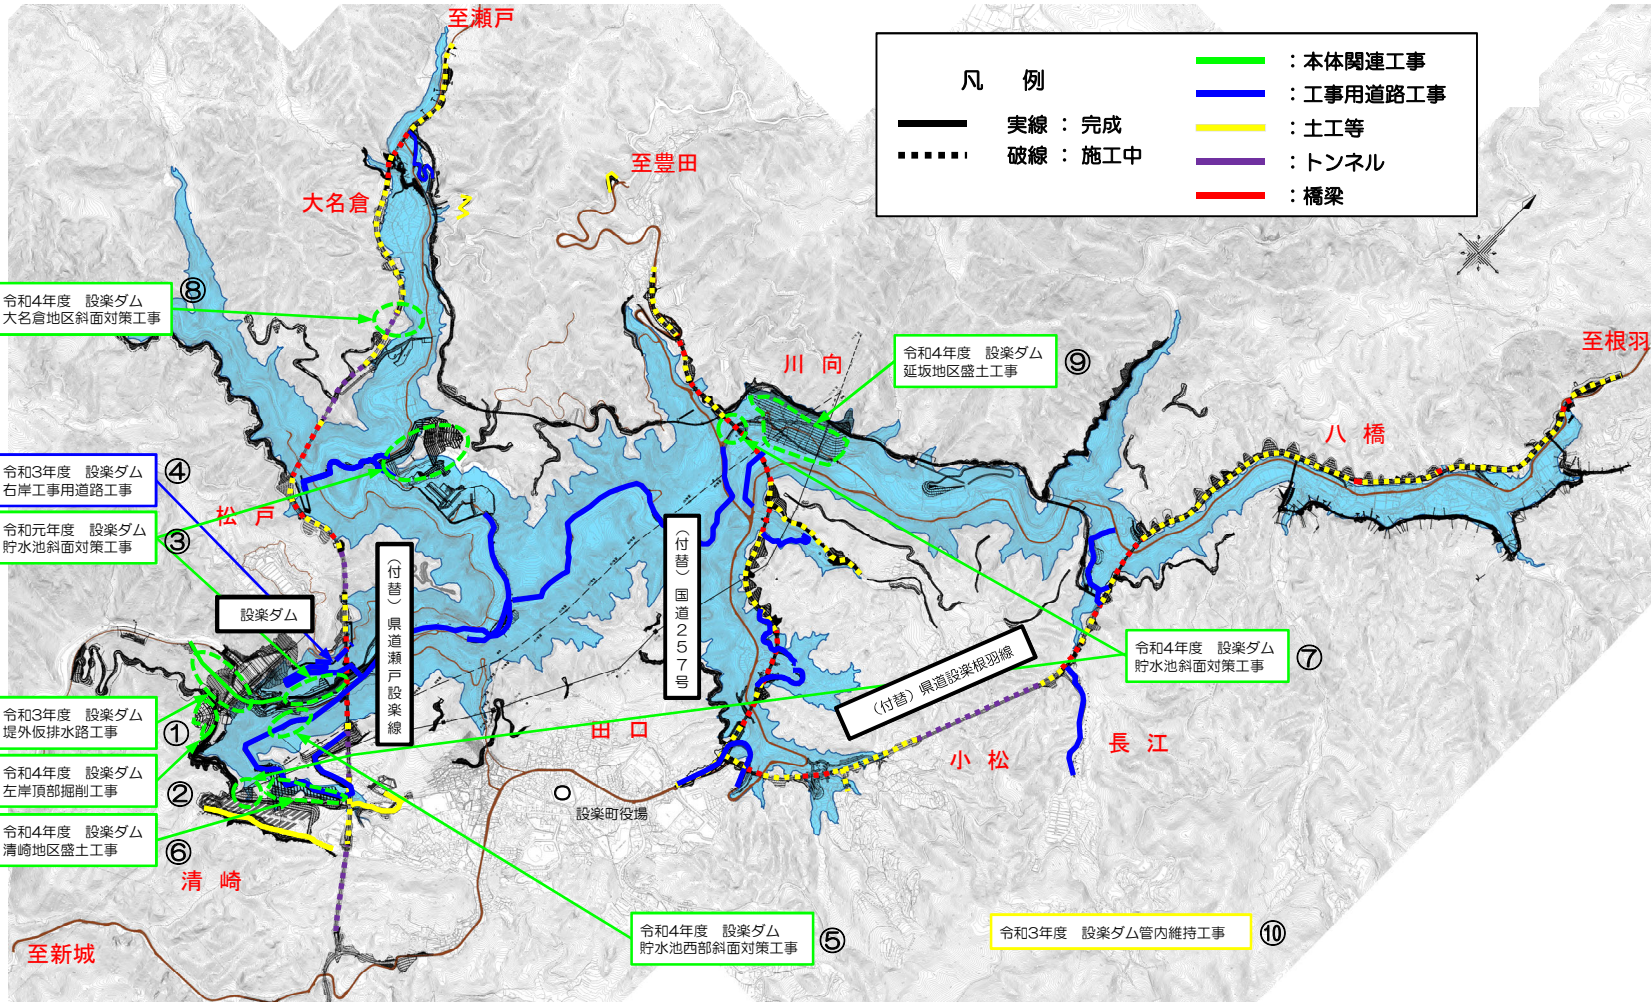 至瀬戸
凡　例
実線 ： 完成
破線 ： 施工中
：本体関連工事
：工事用道路工事
：土工等
：トンネル
：橋梁
至豊田
大名倉
⑧
令和4年度　設楽ダム
大名倉地区斜面対策工事
川 向
令和4年度　設楽ダム
延坂地区盛土工事
⑨
至根羽
八 橋
令和3年度　設楽ダム
右岸工事用道路工事
④
令和元年度　設楽ダム
貯水池斜面対策工事
③
松 戸
設楽ダム
（付替）県道瀬戸設楽線
（付替）国道257号
（付替）県道設楽根羽線
令和4年度　設楽ダム
貯水池斜面対策工事
⑦
令和3年度　設楽ダム
堤外仮排水路工事
①
令和4年度　設楽ダム
左岸頂部掘削工事
②
令和4年度　設楽ダム
清崎地区盛土工事
⑥
田 口
設楽町役場
小 松
長 江
清 崎
令和4年度　設楽ダム
貯水池西部斜面対策工事
⑤
令和3年度　設楽ダム管内維持工事
⑩
至新城